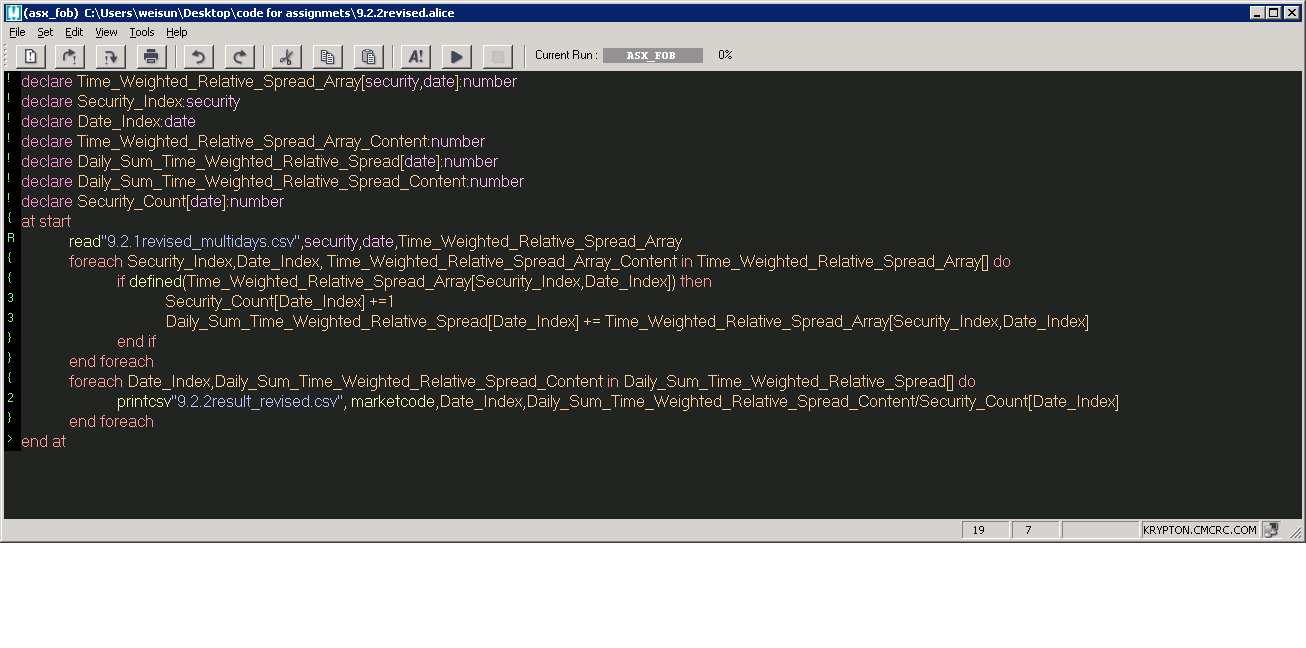 (asx_fob) C:\Users\weisun\Desktop\code for assignmets\9.2.2revised.alice
File Set Edit View Tools Help
A! Current Run : ASX_FOB 0%
! declare Time_Weighted_Relative_Spread_Array[security,date]:number
! declare Security_Index:security
! declare Date_Index:date
! declare Time_Weighted_Relative_Spread_Array_Content:number
! declare Daily_Sum_Time_Weighted_Relative_Spread[date]:number
! declare Daily_Sum_Time_Weighted_Relative_Spread_Content:number
! declare Security_Count[date]:number
{ at start
R read"9.2.1revised_multidays.csv",security,date,Time_Weighted_Relative_Spread_Array
{ foreach Security_Index,Date_Index, Time_Weighted_Relative_Spread_Array_Content in Time_Weighted_Relative_Spread_Array[] do
{ if defined(Time_Weighted_Relative_Spread_Array[Security_Index,Date_Index]) then
3 Security_Count[Date_Index] +=1
3 Daily_Sum_Time_Weighted_Relative_Spread[Date_Index] += Time_Weighted_Relative_Spread_Array[Security_Index,Date_Index]
} end if
} end foreach
{ foreach Date_Index,Daily_Sum_Time_Weighted_Relative_Spread_Content in Daily_Sum_Time_Weighted_Relative_Spread[] do
2 printcsv"9.2.2result_revised.csv", marketcode,Date_Index,Daily_Sum_Time_Weighted_Relative_Spread_Content/Security_Count[Date_Index]
} end foreach
> end at
19 7 KRYPTON.CMCRC.COM